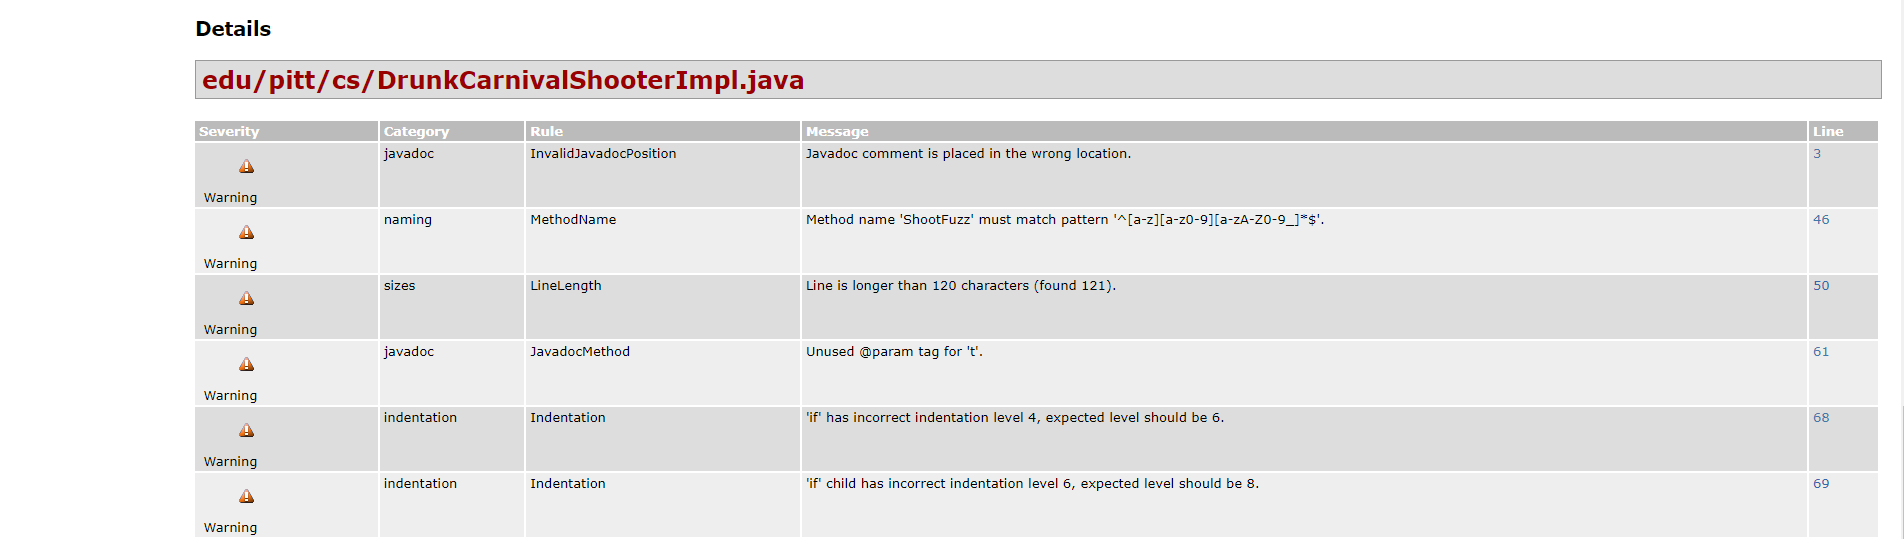 Details
edu/pitt/cs/DrunkCarnivalShooterImpl.java
Severity Category Rule Message Line
Warning javadoc InvalidJavadocPosition Javadoc comment is placed in the wrong location. 3
Warning naming MethodName Method name 'ShootFuzz' must match pattern '^[a-z][a-z0-9][a-zA-Z0-9_]*$'. 46
Warning sizes LineLength Line is longer than 120 characters (found 121). 50
Warning javadoc JavadocMethod Unused @param tag for 't'. 61
Warning indentation Indentation 'if' has incorrect indentation level 4, expected level should be 6. 68
Warning indentation Indentation 'if' child has incorrect indentation level 6, expected level should be 8. 69